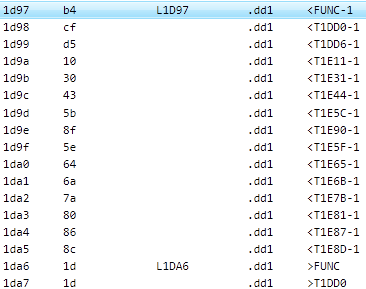 1d97 b4 L1D97 .dd1 <FUNC-1
1d98 cf .dd1 <T1DD0-1
1d99 d5 .dd1 <T1DD6-1
1d9a 10 .dd1 <T1E11-1
1d9b 30 .dd1 <T1E31-1
1d9c 43 .dd1 <T1E44-1
1d9d 5b .dd1 <T1E5C-1
1d9e 8f .dd1 <T1E90-1
1d9f 5e .dd1 <T1E5F-1
1da0 64 .dd1 <T1E65-1
1da1 6a .dd1 <T1E6B-1
1da2 7a .dd1 <T1E7B-1
1da3 80 .dd1 <T1E81-1
1da4 86 .dd1 <T1E87-1
1da5 8c .dd1 <T1E8D-1
1da6 1d L1DA6 .dd1 >FUNC
1da7 1d .dd1 >T1DD0